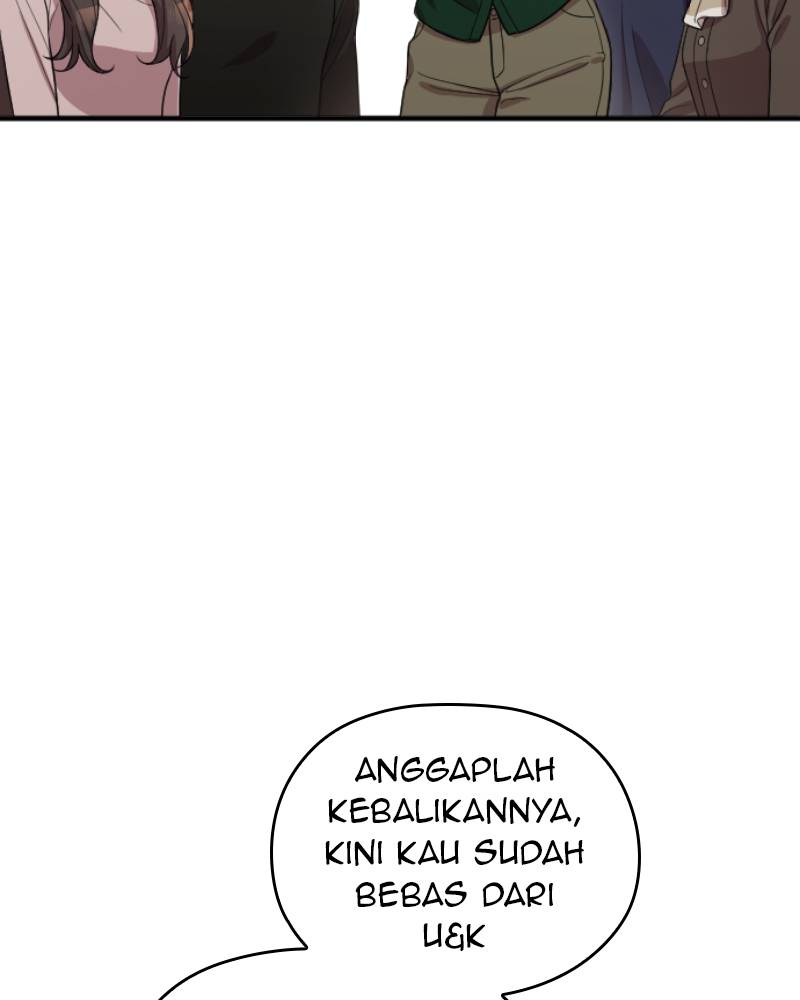 ANGGAPLAH
KEBALIKANNYA,
KINI KAU SUDAH
BEBAS DARI
U&K